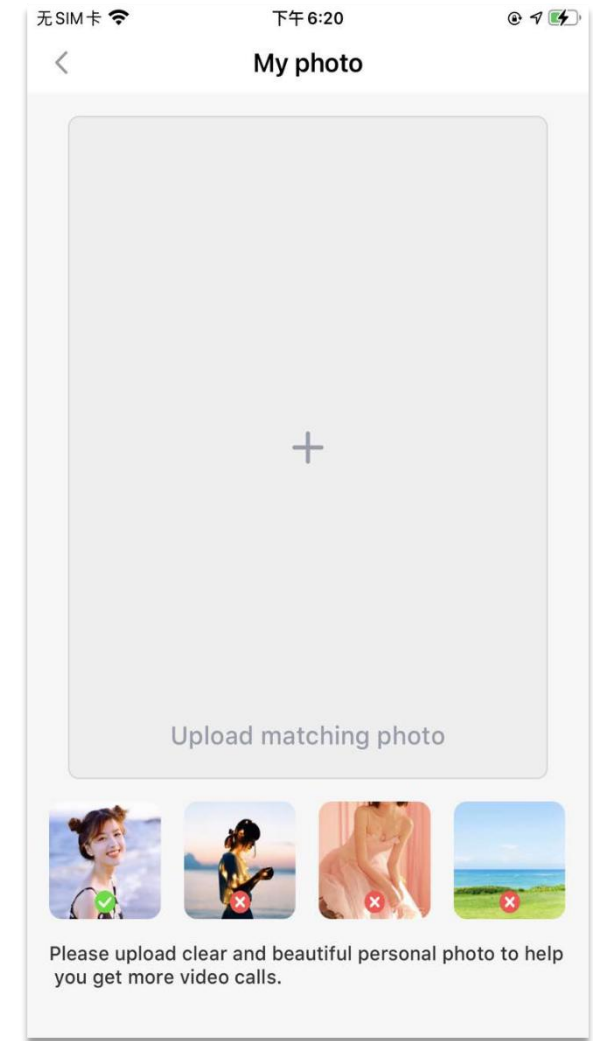 无SIM卡 下午6:20
My photo
Upload matching photo
Please upload clear and beautiful personal photo to help
you get more video calls.